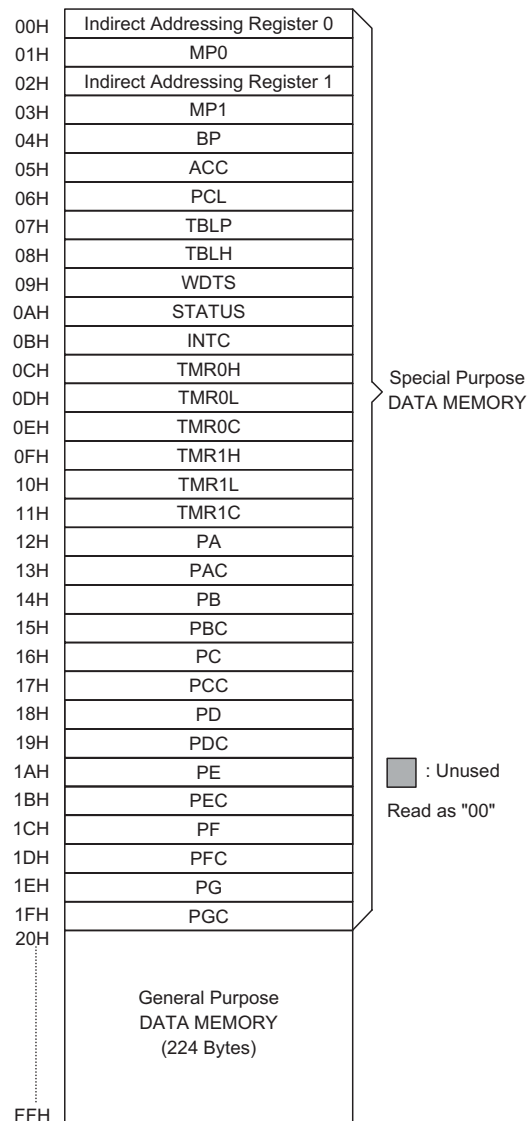 00H Indirect Addressing Register 0
01H MP0
02H Indirect Addressing Register 1
03H MP1
04H BP
05H ACC
06H PCL
07H TBLP
08H TBLH
09H WDTS
0AH STATUS
0BH INTC
0CH TMR0H
0DH TMR0L
0EH TMR0C
0FH TMR1H
10H TMR1L
11H TMR1C
12H PA
13H PAC
14H PB
15H PBC
16H PC
17H PCC
18H PD
19H PDC
1AH PE
1BH PEC
1CH PF
1DH PFC
1EH PG
1FH PGC
20H
Special Purpose
DATA MEMORY
: Unused
Read as "00"
General Purpose
DATA MEMORY
(224 Bytes)
FFH